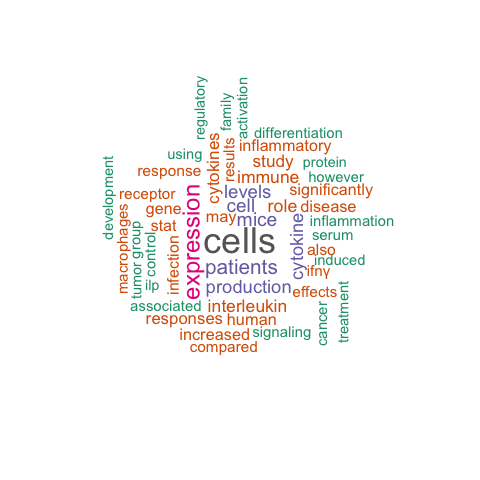 regulatory
family
activation
differentiation
using
cytokines
results
inflammatory
study
protein
development
response
immune
however
receptor
expression
levels
significantly
macrophages
gene
cell
role
disease
may
mice
tumor
group
stat
cells
cytokine
inflammation
control
infection
serum
also
patients
induced
ifnγ
ilp
production
effects
associated
interleukin
cancer
treatment
responses
human
signaling
increased
compared